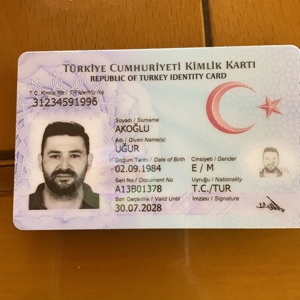 TÜRKİYE CUMHURİYETİ KİMLİK KARTI
REPUBLIC OF TURKEY IDENTITY CARD
T.C. Kimlik No / TR Identity No
31234591996
Soyadı / Surname
AKOĞLU
Adı / Given Name(s)
UĞUR
Doğum Tarihi / Date of Birth
02.09.1984
Cinsiyeti / Gender
E / M
Seri No / Document No
A13B01378
Uyruğu / Nationality
T.C./TUR
Son Geçerlilik / Valid Until
30.07.2028
İmzası / Signature